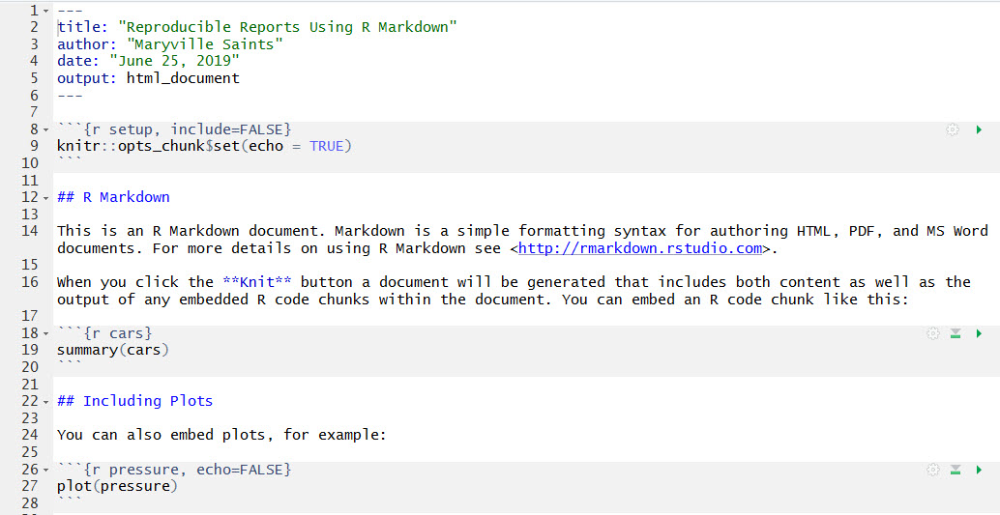 1 ---
2 title: "Reproducible Reports Using R Markdown"
3 author: "Maryville Saints"
4 date: "June 25, 2019"
5 output: html_document
6 ---
7
8 ```{r setup, include=FALSE}
9 knitr::opts_chunk$set(echo = TRUE)
10 ```
11
12 ## R Markdown
13
14 This is an R Markdown document. Markdown is a simple formatting syntax for authoring HTML, PDF, and MS Word
documents. For more details on using R Markdown see <http://rmarkdown.rstudio.com>.
15
16 When you click the **Knit** button a document will be generated that includes both content as well as the
output of any embedded R code chunks within the document. You can embed an R code chunk like this:
17
18 ```{r cars}
19 summary(cars)
20 ```
21
22 ## Including Plots
23
24 You can also embed plots, for example:
25
26 ```{r pressure, echo=FALSE}
27 plot(pressure)
28 ```